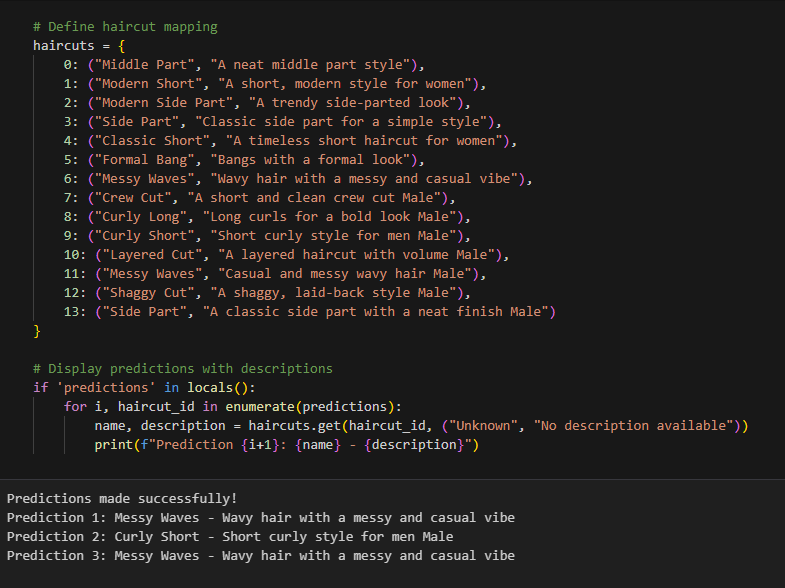 # Define haircut mapping
haircuts = {
    0: ("Middle Part", "A neat middle part style"),
    1: ("Modern Short", "A short, modern style for women"),
    2: ("Modern Side Part", "A trendy side-parted look"),
    3: ("Side Part", "Classic side part for a simple style"),
    4: ("Classic Short", "A timeless short haircut for women"),
    5: ("Formal Bang", "Bangs with a formal look"),
    6: ("Messy Waves", "Wavy hair with a messy and casual vibe"),
    7: ("Crew Cut", "A short and clean crew cut Male"),
    8: ("Curly Long", "Long curls for a bold look Male"),
    9: ("Curly Short", "Short curly style for men Male"),
    10: ("Layered Cut", "A layered haircut with volume Male"),
    11: ("Messy Waves", "Casual and messy wavy hair Male"),
    12: ("Shaggy Cut", "A shaggy, laid-back style Male"),
    13: ("Side Part", "A classic side part with a neat finish Male")
}

# Display predictions with descriptions
if 'predictions' in locals():
    for i, haircut_id in enumerate(predictions):
        name, description = haircuts.get(haircut_id, ("Unknown", "No description available"))
        print(f"Prediction {i+1}: {name} - {description}")

Predictions made successfully!
Prediction 1: Messy Waves - Wavy hair with a messy and casual vibe
Prediction 2: Curly Short - Short curly style for men Male
Prediction 3: Messy Waves - Wavy hair with a messy and casual vibe